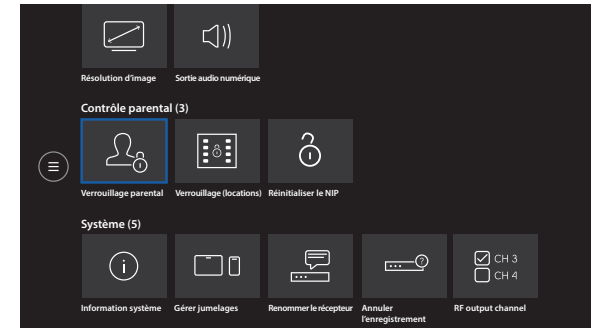 Résolution d'image Sortie audio numérique
Contrôle parental (3)
Verrouillage parental Verrouillage (locations) Réinitialiser le NIP
Système (5)
CH 3
CH 4
Information système Gérer jumelages Renommer le récepteur Annuler l'enregistrement RF output channel